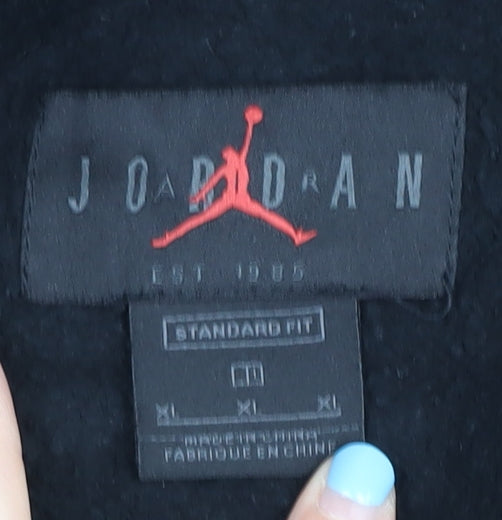 JORDAN
AIR
EST 1985
STANDARD FIT
XL XL XL
MADE IN CHINA
FABRIQUE EN CHINE